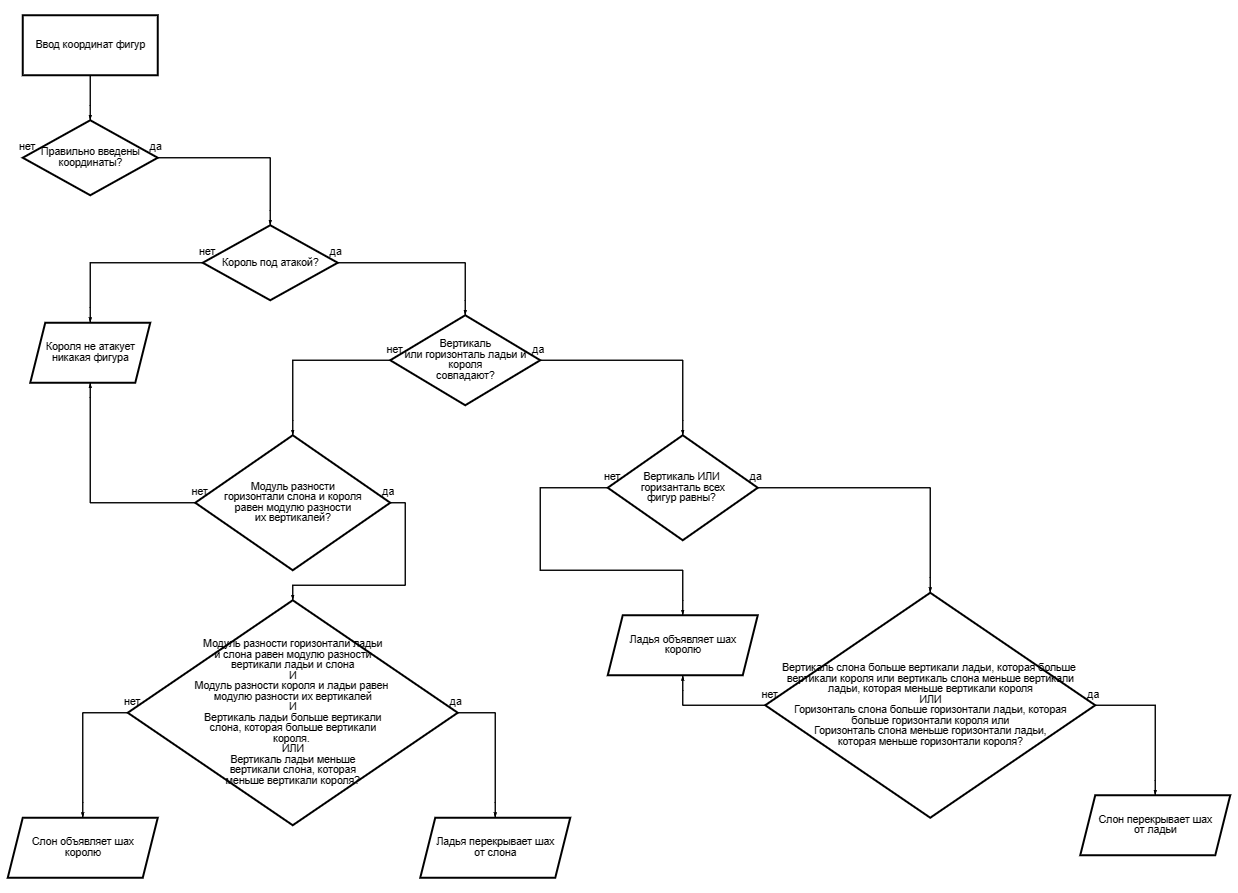 Ввод координат фигур
нет
да
Правильно введены
координаты?
нет
да
Король под атакой?
Короля не атакует
никакая фигура
нет
да
Вертикаль
или горизонталь ладьи и
короля
совпадают?
нет
да
Модуль разности
горизонтали слона и короля
равен модулю разности
их вертикалей?
нет
да
Вертикаль ИЛИ
горизанталь всех
фигур равны?
Ладья объявляет шах
королю
нет
да
Модуль разности горизонтали ладьи
и слона равен модулю разности
вертикали ладьи и слона
И
Модуль разности короля и ладьи равен
модулю разности их вертикалей
И
Вертикаль ладьи больше вертикали
слона, которая больше вертикали
короля.
ИЛИ
Вертикаль ладьи меньше
вертикали слона, которая
меньше вертикали короля?
нет
да
Вертикаль слона больше вертикали ладьи, которая больше
вертикали короля или вертикаль слона меньше вертикали
ладьи, которая меньше вертикали короля
ИЛИ
Горизонталь слона больше горизонтали ладьи, которая
больше горизонтали короля или
Горизонталь слона меньше горизонтали ладьи,
которая меньше горизонтали короля?
Слон объявляет шах
королю
Ладья перекрывает шах
от слона
Слон перекрывает шах
от ладьи